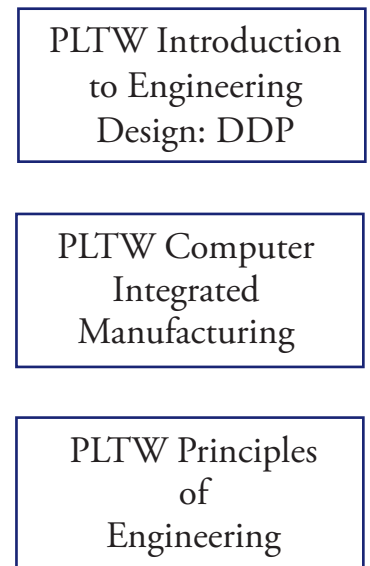 PLTW Introduction
to Engineering
Design: DDP
PLTW Computer
Integrated
Manufacturing
PLTW Principles
of
Engineering